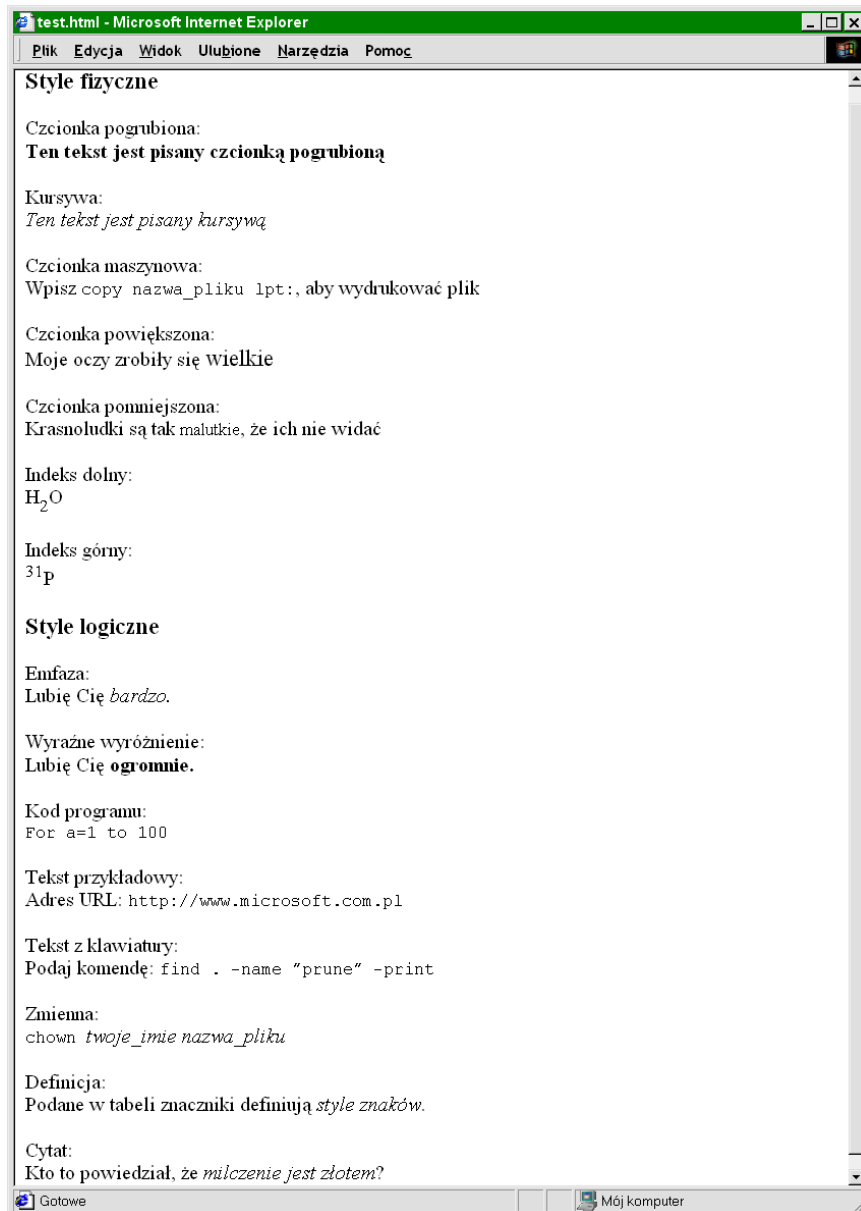 test.html - Microsoft Internet Explorer
Plik Edycja Widok Ulubione Narzędzia Pomoc
Style fizyczne
Czcionka pogrubiona:
Ten tekst jest pisany czcionką pogrubioną
Kursywa:
Ten tekst jest pisany kursywą
Czcionka maszynowa:
Wpisz copy nazwa_pliku lpt:, aby wydrukować plik
Czcionka powiększona:
Moje oczy zrobiły się wielkie
Czcionka pomniejszona:
Krasnoludki są tak malutkie, że ich nie widać
Indeks dolny:
H₂O
Indeks górny:
³¹P
Style logiczne
Emfaza:
Lubię Cię bardzo.
Wyraźne wyróżnienie:
Lubię Cię ogromnie.
Kod programu:
For a=1 to 100
Tekst przykładowy:
Adres URL: http://www.microsoft.com.pl
Tekst z klawiatury:
Podaj komendę: find . -name ″prune″ -print
Zmienna:
chown twoje_imie nazwa_pliku
Definicja:
Podane w tabeli znaczniki definiują style znaków.
Cytat:
Kto to powiedział, że milczenie jest złotem?
Gotowe
Mój komputer